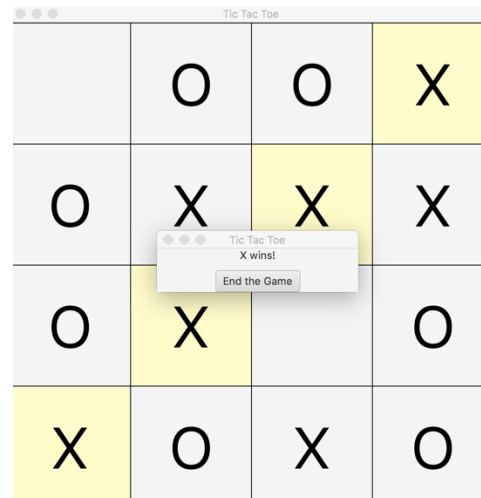 Tic Tac Toe
O O X
O X X X
Tic Tac Toe
X wins!
End the Game
O X O
X O X O